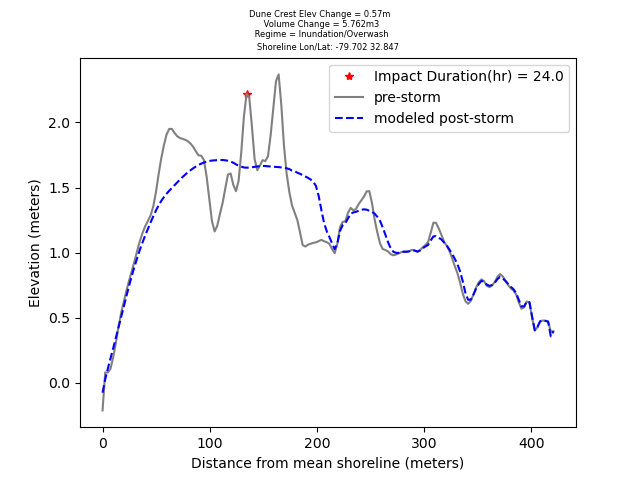 Dune Crest Elev Change = 0.57m
Volume Change = 5.762m3
Regime = Inundation/Overwash
Shoreline Lon/Lat: -79.702 32.847
Impact Duration(hr) = 24.0
pre-storm
modeled post-storm
Elevation (meters)
2.0
1.5
1.0
0.5
0.0
0 100 200 300 400
Distance from mean shoreline (meters)